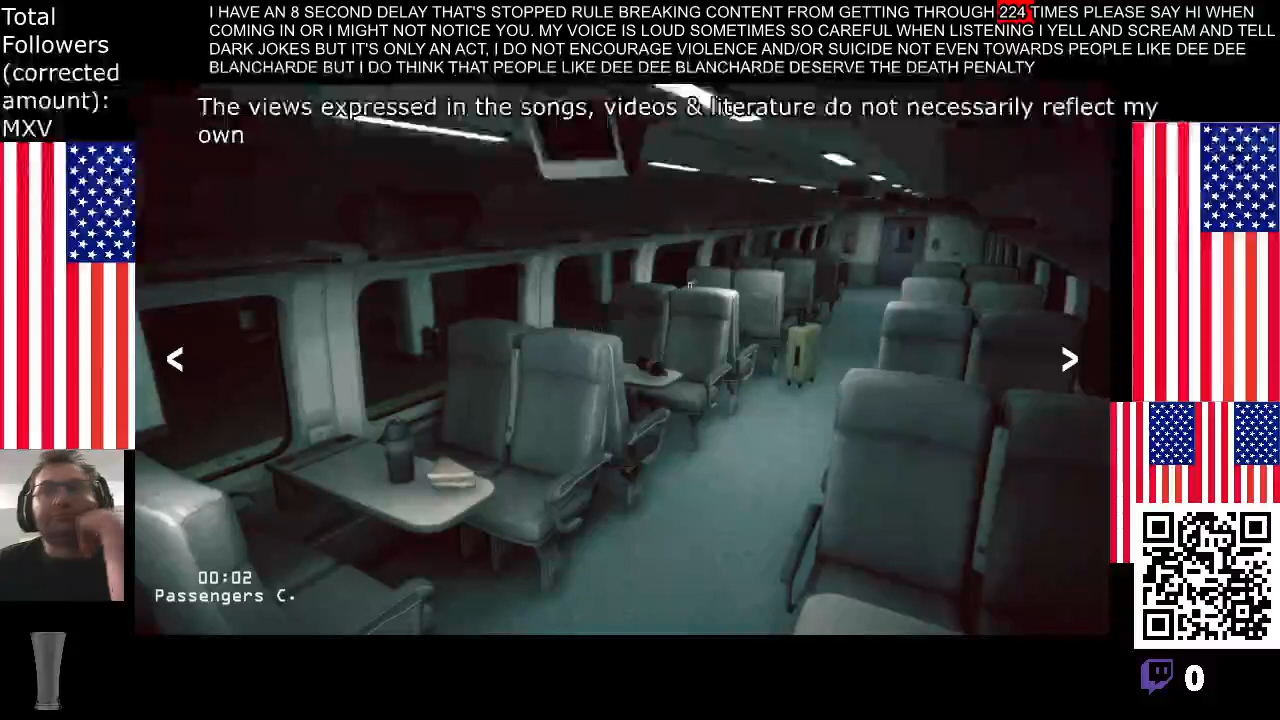 Total
Followers
(corrected
amount):
MXV
I HAVE AN 8 SECOND DELAY THAT'S STOPPED RULE BREAKING CONTENT FROM GETTING THROUGH 224 TIMES PLEASE SAY HI WHEN
COMING IN OR I MIGHT NOT NOTICE YOU. MY VOICE IS LOUD SOMETIMES SO CAREFUL WHEN LISTENING I YELL AND SCREAM AND TELL
DARK JOKES BUT IT'S ONLY AN ACT, I DO NOT ENCOURAGE VIOLENCE AND/OR SUICIDE NOT EVEN TOWARDS PEOPLE LIKE DEE DEE
BLANCHARDE BUT I DO THINK THAT PEOPLE LIKE DEE DEE BLANCHARDE DESERVE THE DEATH PENALTY
The views expressed in the songs, videos & literature do not necessarily reflect my
own
< >
00:02
Passengers C.
0